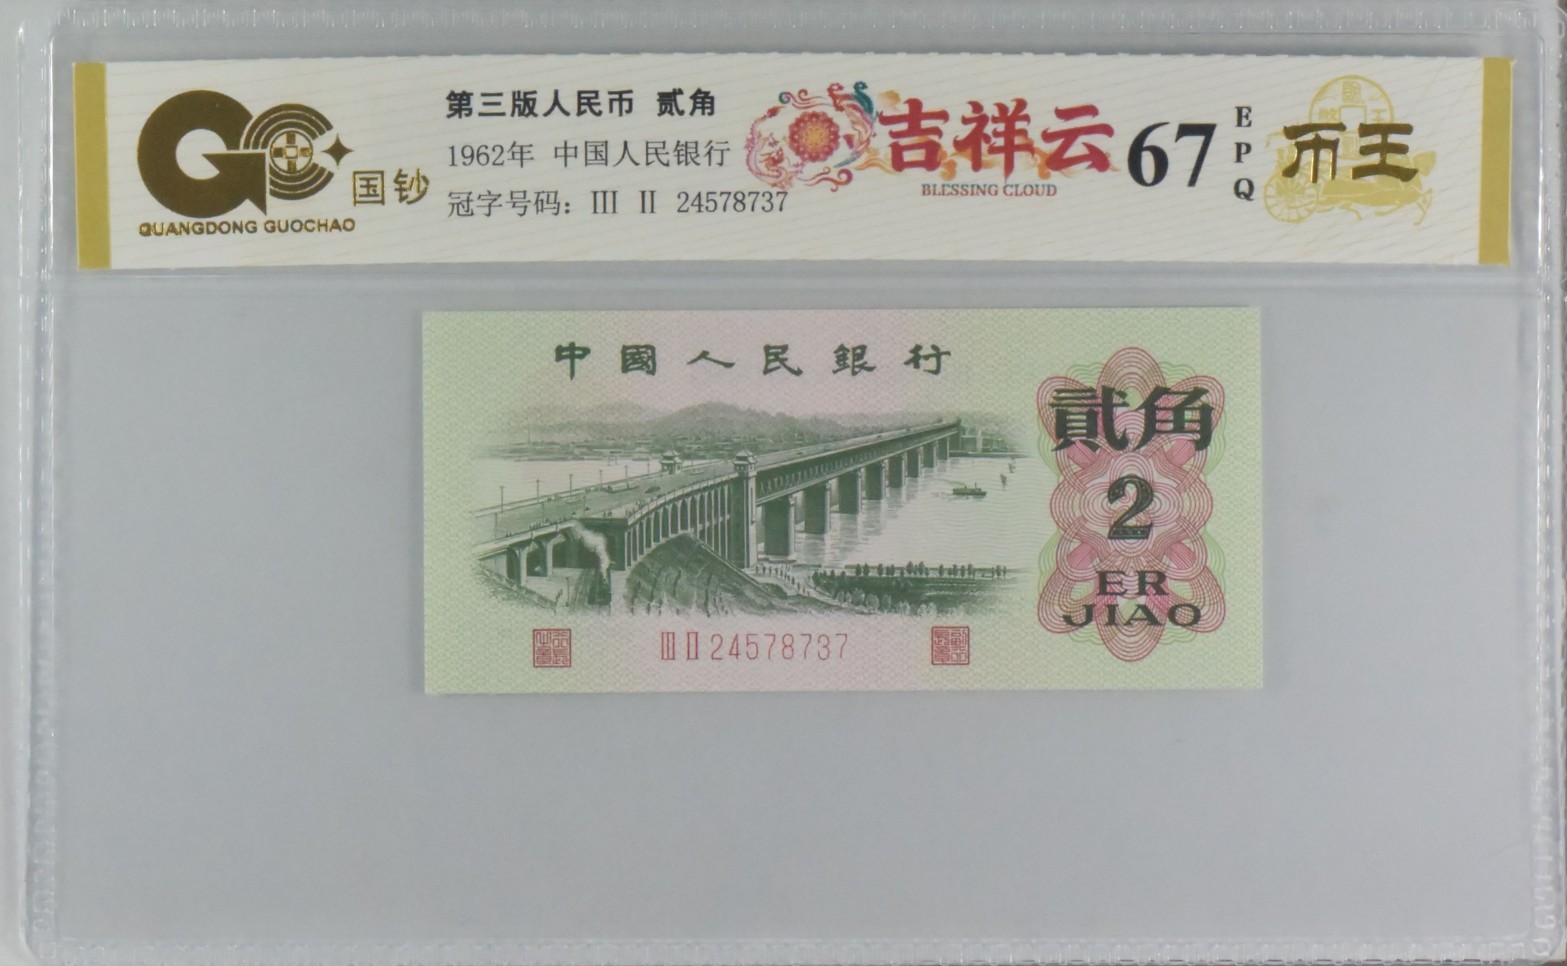 国钞
QUANGDONG GUOCHAO
第三版人民币 贰角
1962年 中国人民银行
冠字号码：Ⅲ Ⅱ 24578737
吉祥云
BLESSING CLOUD
67
EPQ
币王
中國人民銀行
貳角
2
ER
JIAO
Ⅲ Ⅱ 24578737